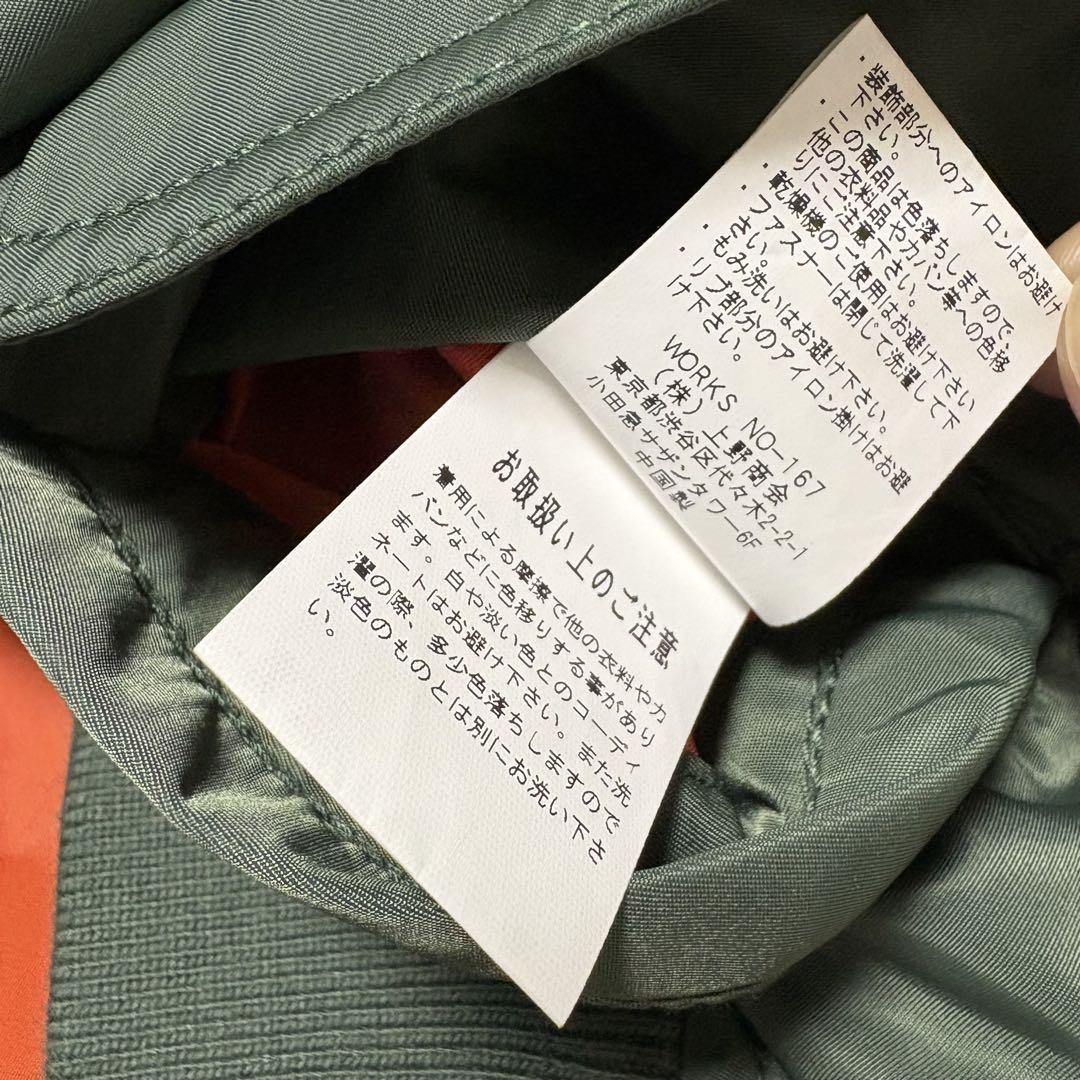 ・装飾部分へのアイロンはお避け
下さい。
・この商品は色落ちしますので、
他の衣料品やカバン等への色移
りにご注意下さい。
・乾燥機のご使用はお避け下さい
・ファスナーは閉じて洗濯して下
さい。
・もみ洗いはお避け下さい。
・リブ部分のアイロン掛けはお避
け下さい。
WORKS NO-167
(株)上野商会
東京都渋谷区代々木2-2-1
小田急サザンタワー6F
中国製
お取扱い上のご注意
着用による摩擦で他の衣料やカ
バンなどに色移りする事があり
ます。白や淡い色とのコーディ
ネートはお避け下さい。また洗
濯の際、多少色落ちしますので
淡色のものとは別にお洗い下さ
い。